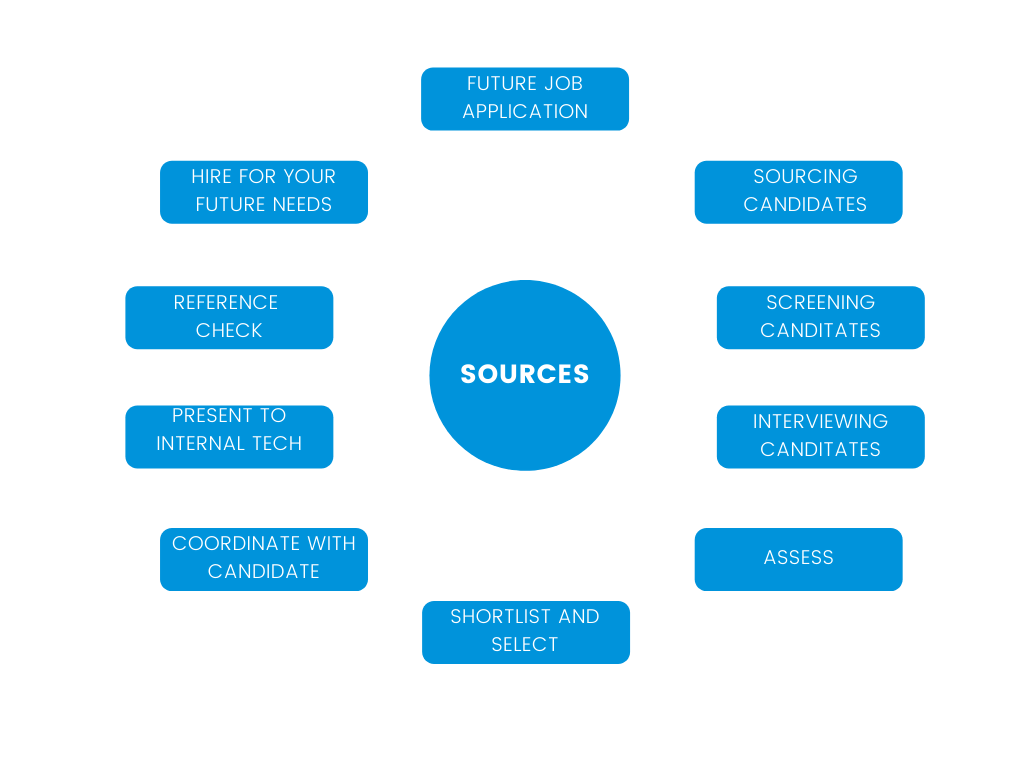 FUTURE JOB
APPLICATION
HIRE FOR YOUR
FUTURE NEEDS
SOURCING
CANDIDATES
REFERENCE
CHECK
SCREENING
CANDITATES
SOURCES
PRESENT TO
INTERNAL TECH
INTERVIEWING
CANDITATES
COORDINATE WITH
CANDIDATE
ASSESS
SHORTLIST AND
SELECT